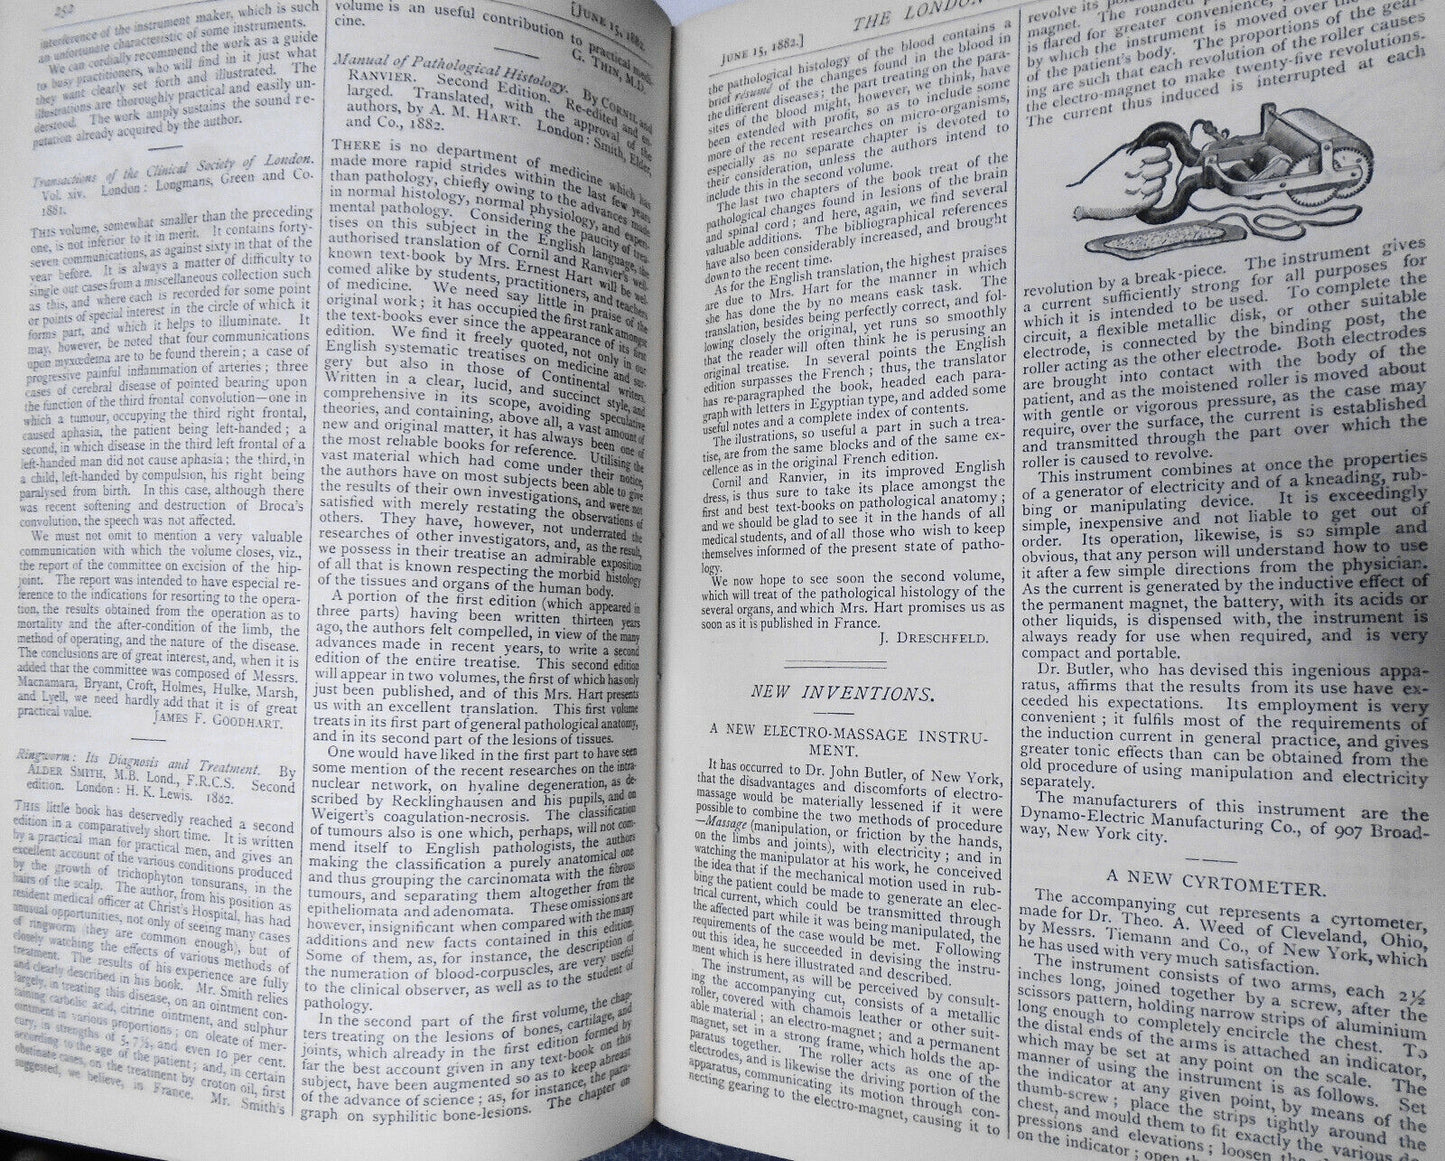 252
[JUNE 15, 1882.
interference of the instrument maker, which is such
an unfortunate characteristic of some instruments.
We can cordially recommend the work as a guide
to busy practitioners, who will find in it just what
they want clearly set forth and illustrated. The
illustrations are thoroughly practical and easily un-
derstood. The work amply sustains the sound re-
putation already acquired by the author.
Transactions of the Clinical Society of London.
Vol. xiv. London: Longmans, Green and Co.
1881.
THIS volume, somewhat smaller than the preceding
one, is not inferior to it in merit. It contains forty-
seven communications, as against sixty in that of the
year before. It is always a matter of difficulty to
single out cases from a miscellaneous collection such
as this, and where each is recorded for some point
or points of special interest in the circle of which it
forms part, and which it helps to illuminate. It
may, however, be noted that four communications
upon myxœdema are to be found therein; a case of
progressive painful inflammation of arteries; three
cases of cerebral disease of pointed bearing upon
the function of the third frontal convolution—one in
which a tumour, occupying the third right frontal,
caused aphasia, the patient being left-handed; a
second, in which disease in the third left frontal of a
left-handed man did not cause aphasia; the third, in
a child, left-handed by compulsion, his right being
paralysed from birth. In this case, although there
was recent softening and destruction of Broca's
convolution, the speech was not affected.
We must not omit to mention a very valuable
communication with which the volume closes, viz.,
the report of the committee on excision of the hip-
joint. The report was intended to have especial re-
ference to the indications for resorting to the opera-
tion, the results obtained from the operation as to
mortality and the after-condition of the limb, the
method of operating, and the nature of the disease.
The conclusions are of great interest, and, when it is
added that the committee was composed of Messrs.
Macnamara, Bryant, Croft, Holmes, Hulke, Marsh,
and Lyell, we need hardly add that it is of great
practical value. JAMES F. GOODHART.
Ringworm: Its Diagnosis and Treatment. By
ALDER SMITH, M.B. Lond., F.R.C.S. Second
edition. London: H. K. Lewis. 1882.
THIS little book has deservedly reached a second
edition in a comparatively short time. It is written
by a practical man for practical men, and gives an
excellent account of the various conditions produced
by the growth of trichophyton tonsurans, in the
hairs of the scalp. The author, from his position as
resident medical officer at Christ's Hospital, has had
unusual opportunities, not only of seeing many cases
of ringworm (they are common enough), but of
closely watching the effects of various methods of
treatment. The results of his experience are fully
and clearly described in his book. Mr. Smith relies
largely, in treating this disease, on an ointment con-
taining carbolic acid, citrine ointment, and sulphur
ointment in various proportions; on oleate of mer-
cury, in strengths of 5, 7½, and even 10 per cent.
according to the age of the patient; and, in certain
obstinate cases, on the treatment by croton oil, first
suggested, we believe, in France. Mr. Smith's
volume is an useful contribution to practical medi-
cine. G. THIN, M.D.
Manual of Pathological Histology. By CORNIL and
RANVIER. Second Edition. Re-edited and en-
larged. Translated, with the approval of the
authors, by A. M. HART. London: Smith, Elder,
and Co., 1882.
THERE is no department of medicine which has
made more rapid strides within the last few years
than pathology, chiefly owing to the advances made
in normal histology, normal physiology, and experi-
mental pathology. Considering the paucity of trea-
tises on this subject in the English language, the
authorised translation of Cornil and Ranvier's well-
known text-book by Mrs. Ernest Hart will be wel-
comed alike by students, practitioners, and teachers
of medicine. We need say little in praise of the
original work; it has occupied the first rank amongst
the text-books ever since the appearance of its first
edition. We find it freely quoted, not only in our
English systematic treatises on medicine and sur-
gery but also in those of Continental writers.
Written in a clear, lucid, and succinct style, and
comprehensive in its scope, avoiding speculative
theories, and containing, above all, a vast amount of
new and original matter, it has always been one of
the most reliable books for reference. Utilising the
vast material which had come under their notice,
the authors have on most subjects been able to give
the results of their own investigations, and were not
satisfied with merely restating the observations of
others. They have, however, not underrated the
researches of other investigators, and, as the result,
we possess in their treatise an admirable exposition
of all that is known respecting the morbid histology
of the tissues and organs of the human body.
A portion of the first edition (which appeared in
three parts) having been written thirteen years
ago, the authors felt compelled, in view of the many
advances made in recent years, to write a second
edition of the entire treatise. This second edition
will appear in two volumes, the first of which has only
just been published, and of this Mrs. Hart presents
us with an excellent translation. This first volume
treats in its first part of general pathological anatomy,
and in its second part of the lesions of tissues.
One would have liked in the first part to have seen
some mention of the recent researches on the intra-
nuclear network, on hyaline degeneration, as de-
scribed by Recklinghausen and his pupils, and on
Weigert's coagulation-necrosis. The classification
of tumours also is one which, perhaps, will not com-
mend itself to English pathologists, the authors
making the classification a purely anatomical one
and thus grouping the carcinomata with the fibrous
tumours, and separating them altogether from the
epitheliomata and adenomata. These omissions are
however, insignificant when compared with the many
additions and new facts contained in this edition.
Some of them, as, for instance, the description of
the numeration of blood-corpuscles, are very useful
to the clinical observer, as well as to the student of
pathology.
In the second part of the first volume, the chap-
ters treating on the lesions of bones, cartilage, and
joints, which already in the first edition formed by
far the best account given in any text-book on this
subject, have been augmented so as to keep abreast
of the advance of science; as, for instance, the para-
graph on syphilitic bone-lesions. The chapter on
JUNE 15, 1882.]
THE LONDON
the pathological histology of the blood contains a
brief résumé of the changes found in the blood in
the different diseases; the part treating on the para-
sites of the blood might, however, we think, have
been extended with profit, so as to include some
more of the recent researches on micro-organisms,
especially as no separate chapter is devoted to
their consideration, unless the authors intend to
include this in the second volume.
The last two chapters of the book treat of the
pathological changes found in lesions of the brain
and spinal cord; and here, again, we find several
valuable additions. The bibliographical references
have also been considerably increased, and brought
down to the recent time.
As for the English translation, the highest praises
are due to Mrs. Hart for the manner in which
she has done the by no means eask task. The
translation, besides being perfectly correct, and fol-
lowing closely the original, yet runs so smoothly
that the reader will often think he is perusing an
original treatise. In several points the English
edition surpasses the French; thus, the translator
has re-paragraphed the book, headed each para-
graph with letters in Egyptian type, and added some
useful notes and a complete index of contents.
The ilustrations, so useful a part in such a trea-
tise, are from the same blocks and of the same ex-
cellence as in the original French edition.
Cornil and Ranvier, in its improved English
dress, is thus sure to take its place amongst the
first and best text-books on pathological anatomy;
and we should be glad to see it in the hands of all
medical students, and of all those who wish to keep
themselves informed of the present state of patho-
logy.
We now hope to see soon the second volume,
which will treat of the pathological histology of the
several organs, and which Mrs. Hart promises us as
soon as it is published in France.
J. DRESCHFELD.
NEW INVENTIONS.
A NEW ELECTRO-MASSAGE INSTRU-
MENT.
It has occurred to Dr. John Butler, of New York,
that the disadvantages and discomforts of electro-
massage would be materially lessened if it were
possible to combine the two methods of procedure
—Massage (manipulation, or friction by the hands,
on the limbs and joints), with electricity; and in
watching the manipulator at his work, he conceived
the idea that if the mechanical motion used in rub-
bing the patient could be made to generate an elec-
trical current, which could be transmitted through
the affected part while it was being manipulated, the
requirements of the case would be met. Following
out this idea, he succeeded in devising the instru-
ment which is here illustrated and described.
The instrument, as will be perceived by consult-
ing the accompanying cut, consists of a metallic
roller, covered with chamois leather or other suit-
able material; an electro-magnet; and a permanent
magnet, set in a strong frame, which holds the ap-
paratus together. The roller acts as one of the
electrodes, and is likewise the driving portion of the
apparatus, communicating its motion through con-
necting gearing to the electro-magnet, causing it to
revolve its
magnet. The rounded
is flared for greater convenience,
by which the instrument is moved over the
of the patient's body. The proportions of the gear-
ing are such that each revolution of the roller causes
the electro-magnet to make twenty-five revolutions.
The current thus induced is interrupted at each
revolution by a break-piece. The instrument gives
a current sufficiently strong for all purposes for
which it is intended to be used. To complete the
circuit, a flexible metallic disk, or other suitable
electrode, is connected by the binding post, the
roller acting as the other electrode. Both electrodes
are brought into contact with the body of the
patient, and as the moistened roller is moved about
with gentle or vigorous pressure, as the case may
require, over the surface, the current is established
and transmitted through the part over which the
roller is caused to revolve.
This instrument combines at once the properties
of a generator of electricity and of a kneading, rub-
bing or manipulating device. It is exceedingly
simple, inexpensive and not liable to get out of
order. Its operation, likewise, is so simple and
obvious, that any person will understand how to use
it after a few simple directions from the physician.
As the current is generated by the inductive effect of
the permanent magnet, the battery, with its acids or
other liquids, is dispensed with, the instrument is
always ready for use when required, and is very
compact and portable.
Dr. Butler, who has devised this ingenious appa-
ratus, affirms that the results from its use have ex-
ceeded his expectations. Its employment is very
convenient; it fulfils most of the requirements of
the induction current in general practice, and gives
greater tonic effects than can be obtained from the
old procedure of using manipulation and electricity
separately.
The manufacturers of this instrument are the
Dynamo-Electric Manufacturing Co., of 907 Broad-
way, New York city.
A NEW CYRTOMETER.
The accompanying cut represents a cyrtometer,
made for Dr. Theo. A. Weed of Cleveland, Ohio,
by Messrs. Tiemann and Co., of New York, which
he has used with very much satisfaction.
The instrument consists of two arms, each 2½
inches long, joined together by a screw, after the
scissors pattern, holding narrow strips of aluminium
long enough to completely encircle the chest. To
the distal ends of the arms is attached an indicator,
which may be set at any point on the scale. The
manner of using the instrument is as follows. Set
the indicator at any given point, by means of the
thumb-screw; place the strips tightly around the
chest, and mould them to fit exactly the various de-
pressions and elevations; loosen the
on the indicator; open the